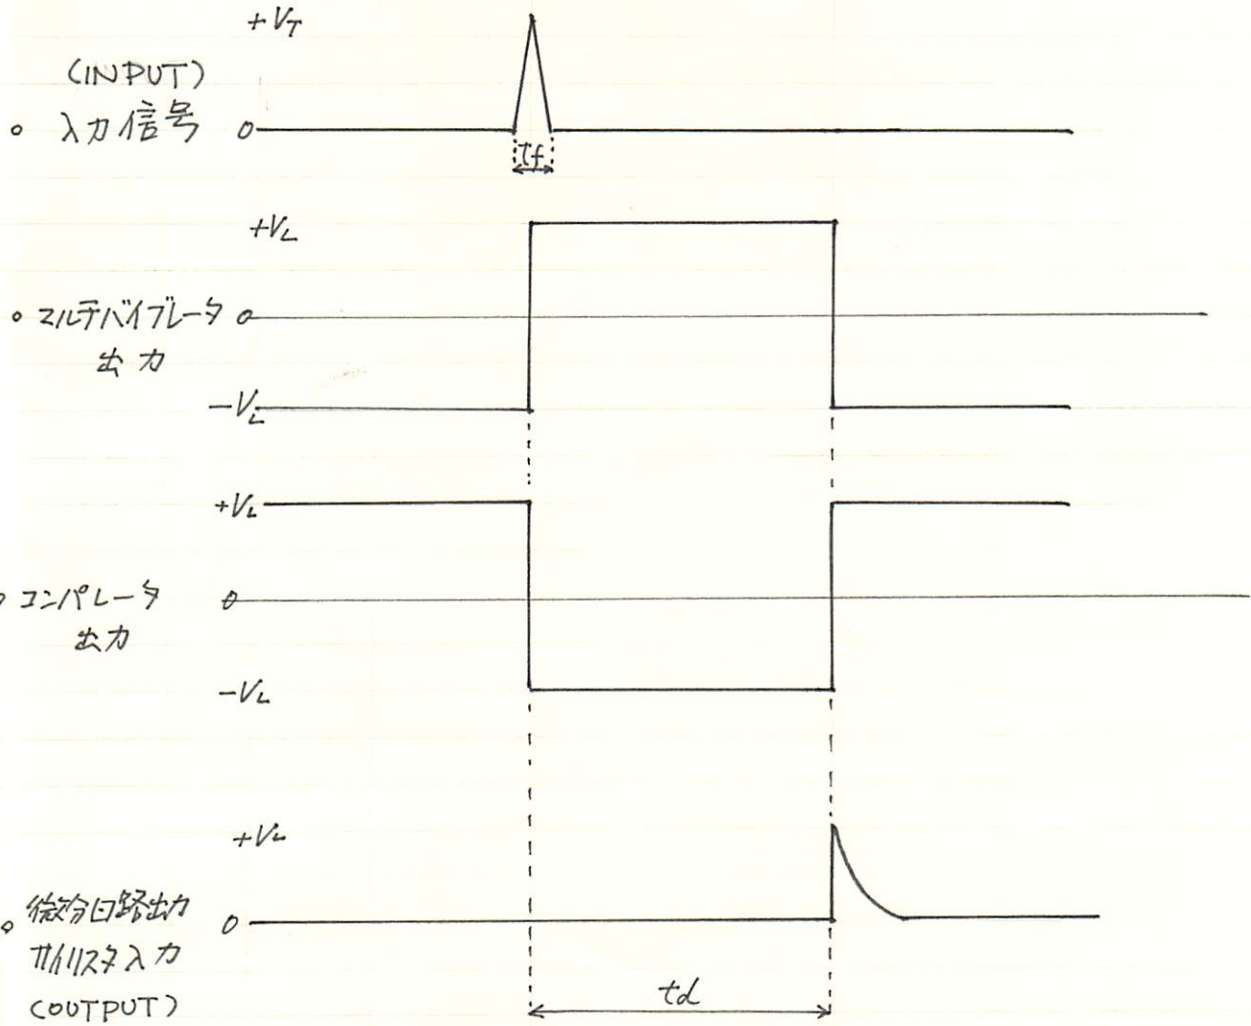 +VT
(INPUT)
○ 入力信号 0
tf
+VL
○ マルチバイブレータ 0
出力
-VL
+VL
○ コンパレータ 0
出力
-VL
+VL
○ 微分回路出力 0
サイリスタ入力
(OUTPUT)
td